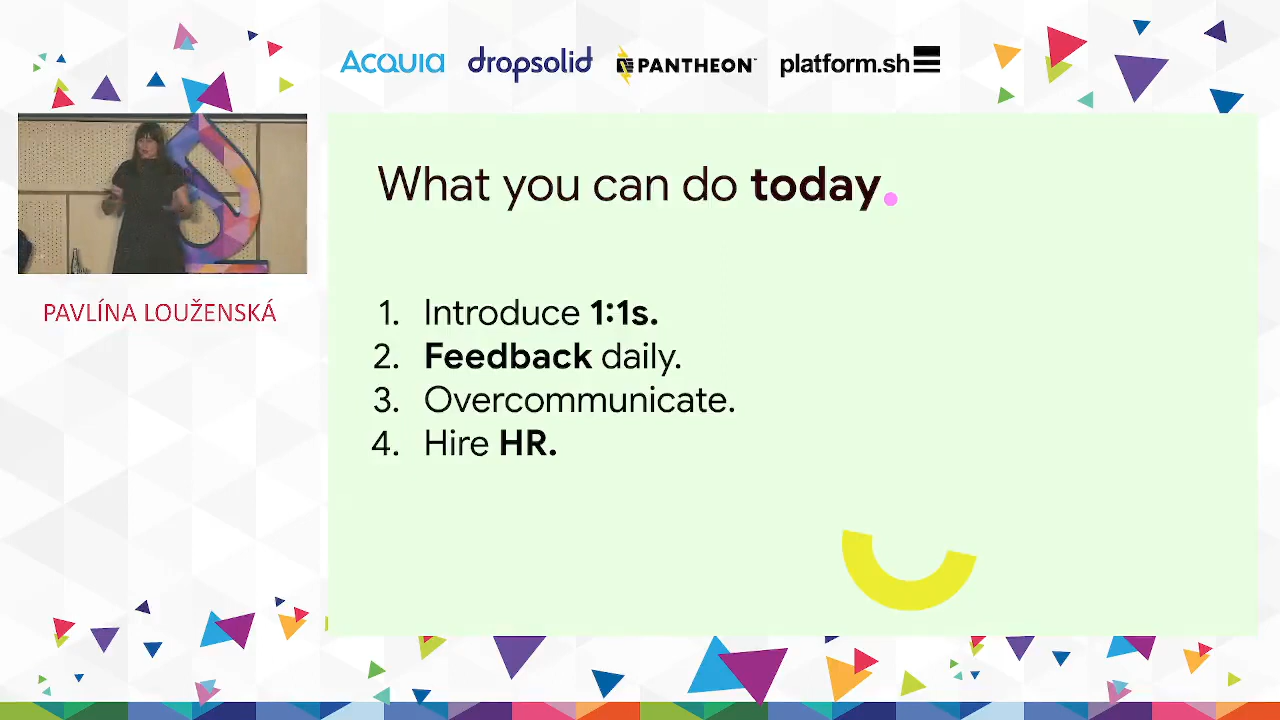 ACQUIA dropsolid PANTHEON platform.sh
What you can do today.
PAVLÍNA LOUŽENSKÁ
1. Introduce 1:1s.
2. Feedback daily.
3. Overcommunicate.
4. Hire HR.